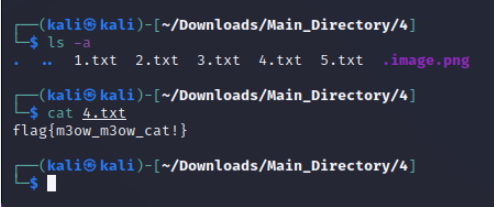 ┌──(kali㉿kali)-[~/Downloads/Main_Directory/4]
└─$ ls -a
.  ..  1.txt  2.txt  3.txt  4.txt  5.txt  .image.png
┌──(kali㉿kali)-[~/Downloads/Main_Directory/4]
└─$ cat 4.txt
flag{m3ow_m3ow_cat!}
┌──(kali㉿kali)-[~/Downloads/Main_Directory/4]
└─$